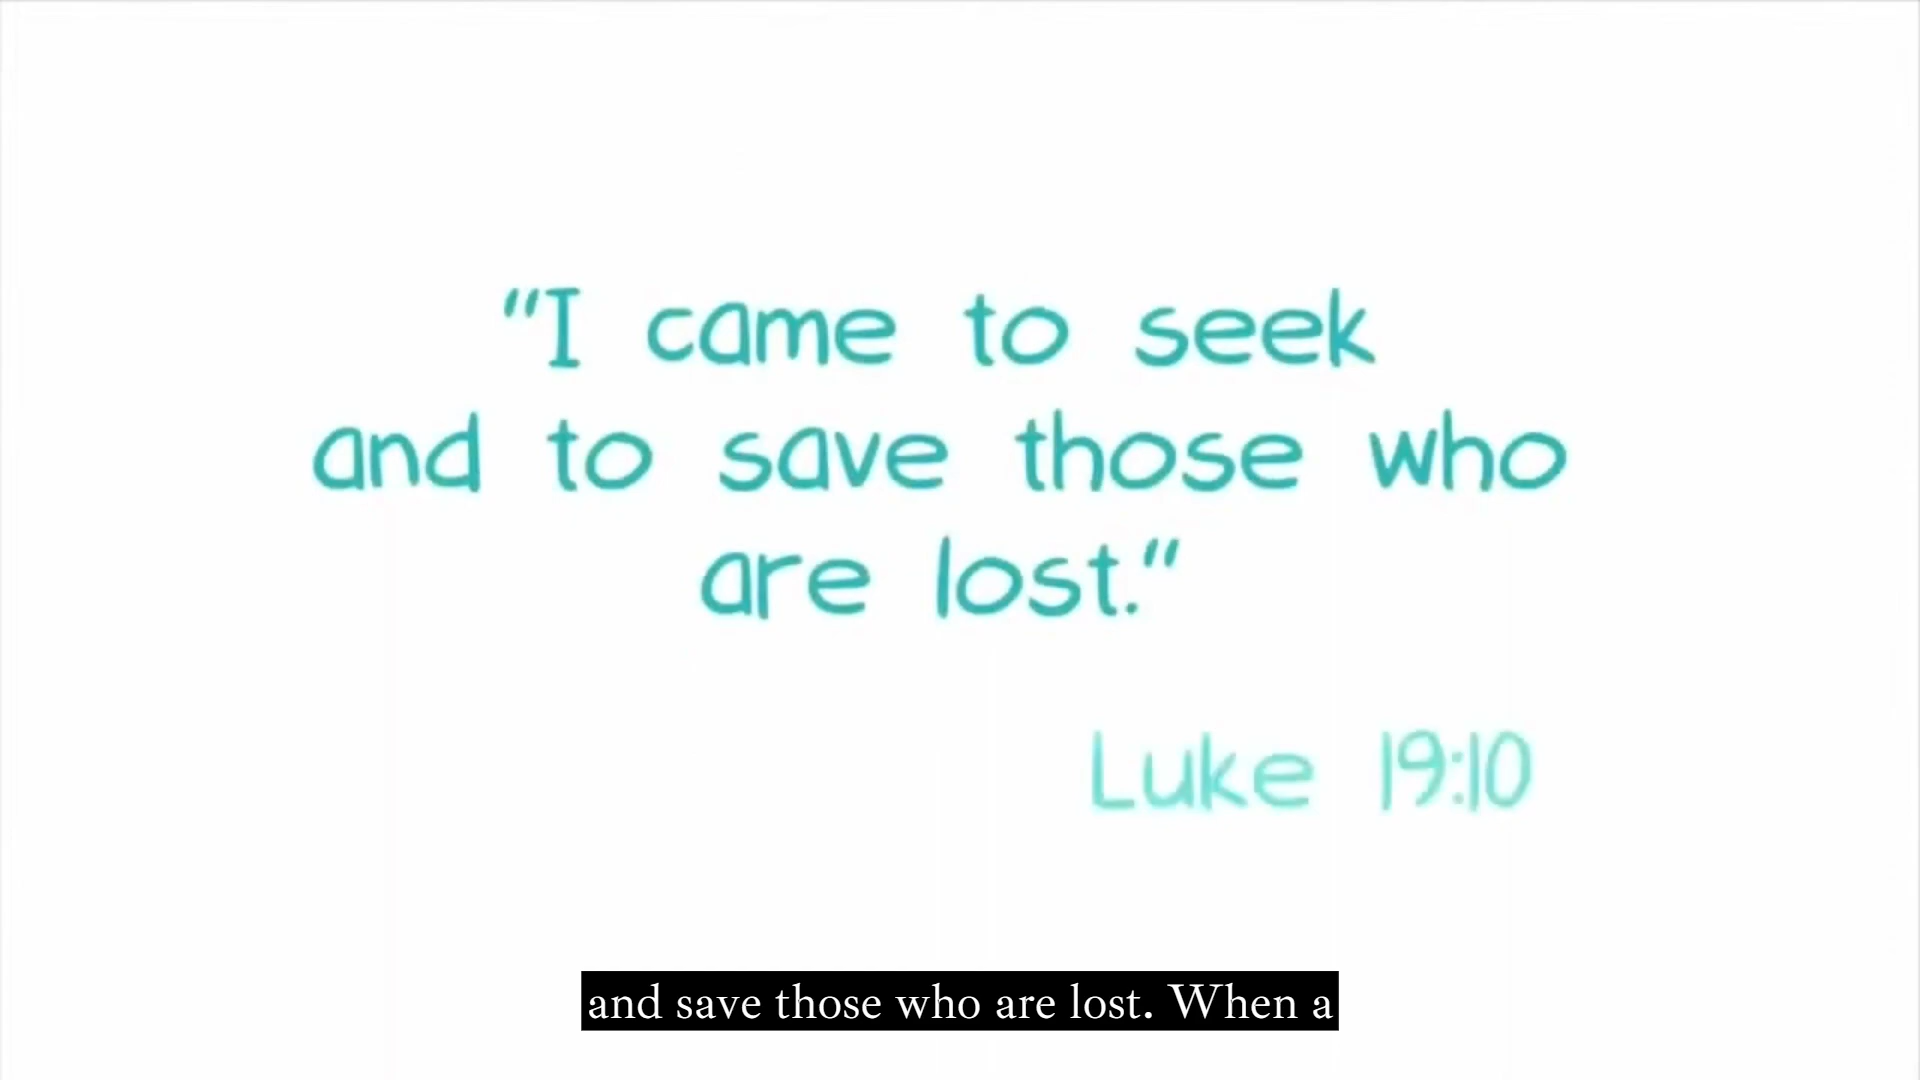 "I came to seek
and to save those who
are lost."
Luke 19:10
and save those who are lost. When a